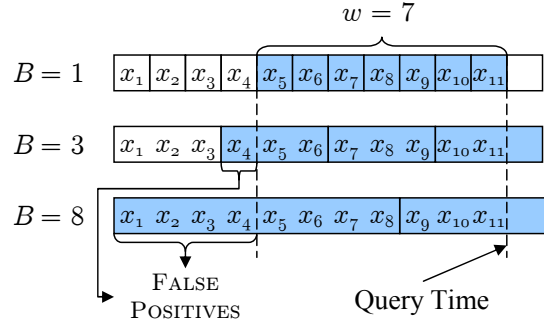 w = 7
B = 1 x₁ x₂ x₃ x₄ x₅ x₆ x₇ x₈ x₉ x₁₀ x₁₁
B = 3 x₁ x₂ x₃ x₄ x₅ x₆ x₇ x₈ x₉ x₁₀ x₁₁
B = 8 x₁ x₂ x₃ x₄ x₅ x₆ x₇ x₈ x₉ x₁₀ x₁₁
FALSE
POSITIVES
Query Time